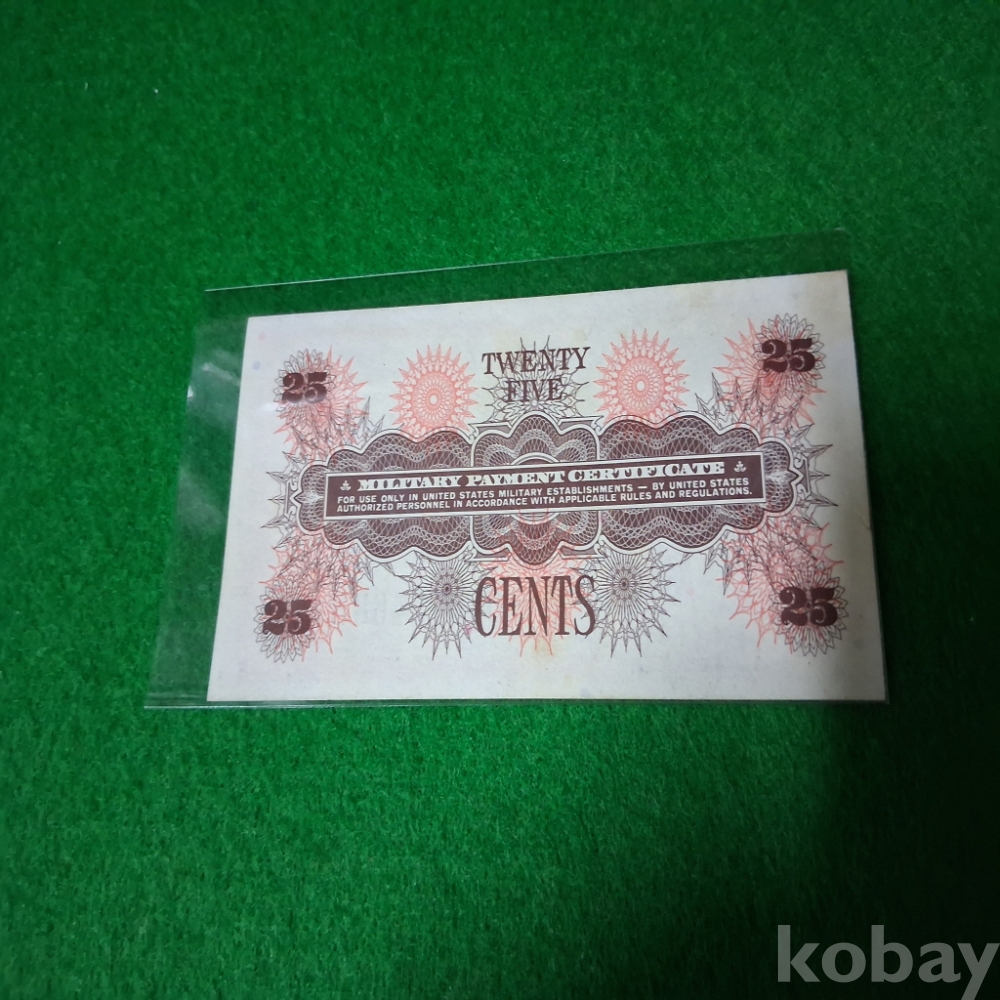 25
TWENTY
FIVE
25
MILITARY PAYMENT CERTIFICATE
FOR USE ONLY IN UNITED STATES MILITARY ESTABLISHMENTS — BY UNITED STATES
AUTHORIZED PERSONNEL IN ACCORDANCE WITH APPLICABLE RULES AND REGULATIONS.
25
CENTS
25
kobay